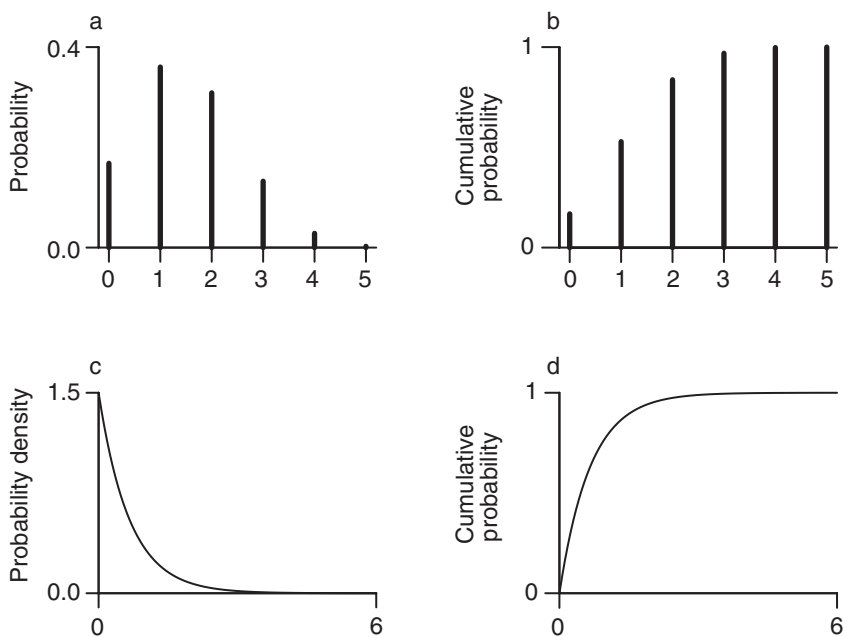 a
0.4
Probability
0.0
0 1 2 3 4 5
b
1
Cumulative
probability
0
0 1 2 3 4 5
c
1.5
Probability density
0.0
0 6
d
1
Cumulative
probability
0
0 6